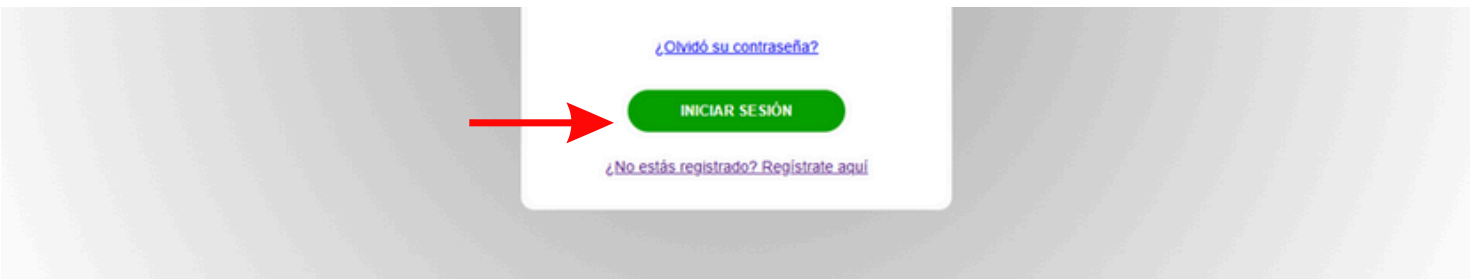 ¿Olvidó su contraseña?
INICIAR SESIÓN
¿No estás registrado? Regístrate aquí